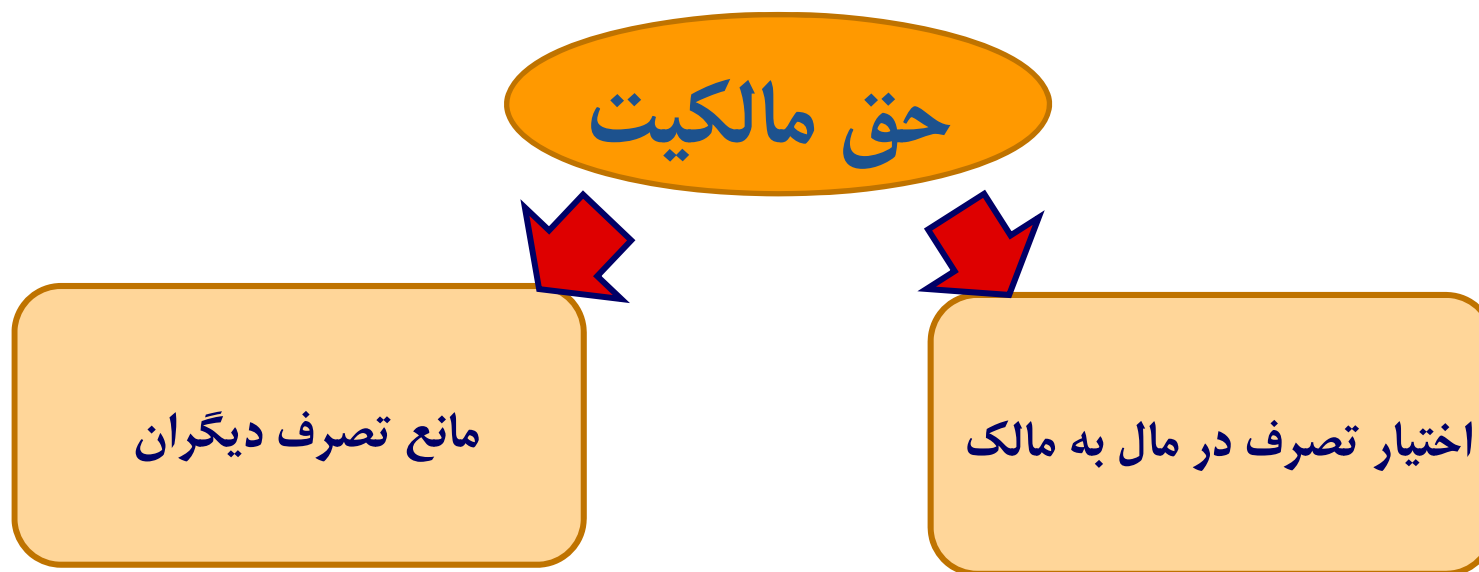 حق مالکیت
اختیار تصرف در مال به مالک
مانع تصرف دیگران